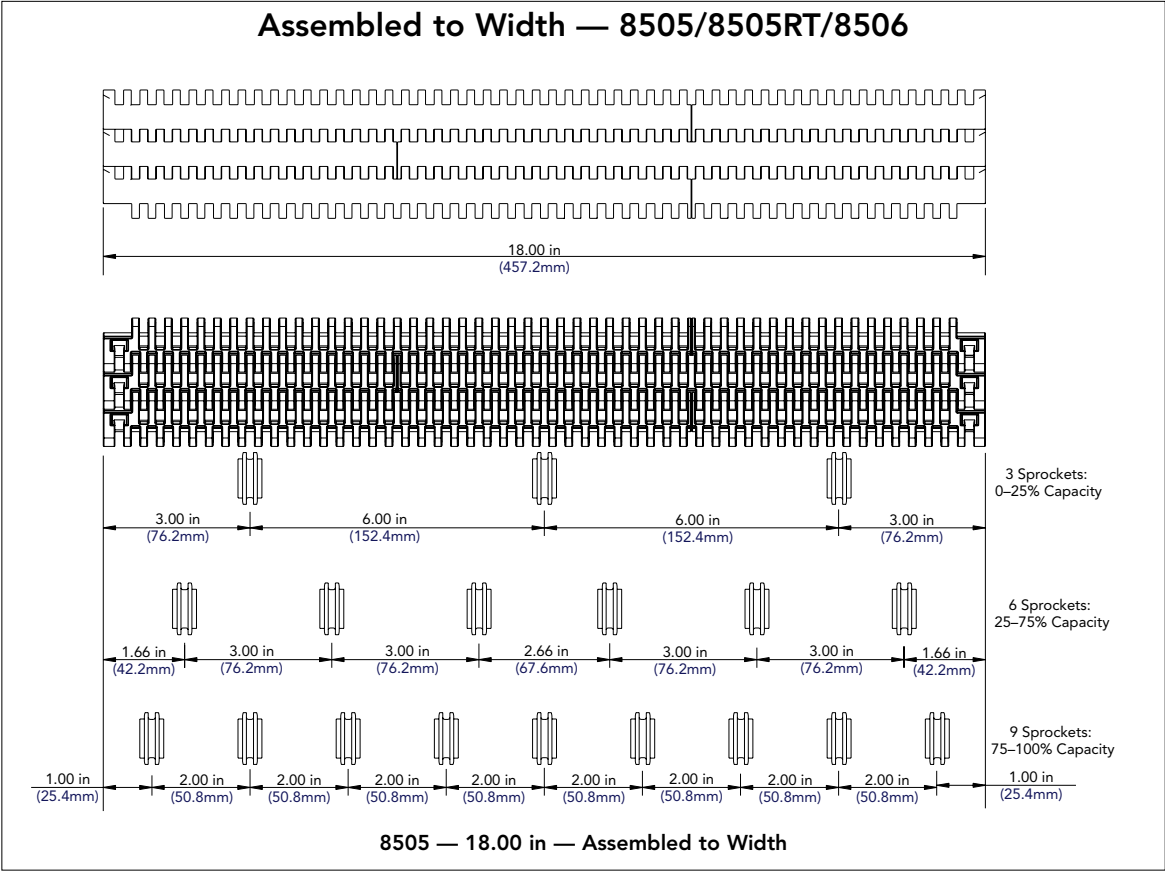 Assembled to Width — 8505/8505RT/8506
18.00 in
(457.2mm)
3 Sprockets:
0–25% Capacity
3.00 in
(76.2mm)
6.00 in
(152.4mm)
6.00 in
(152.4mm)
3.00 in
(76.2mm)
6 Sprockets:
25–75% Capacity
1.66 in
(42.2mm)
3.00 in
(76.2mm)
3.00 in
(76.2mm)
2.66 in
(67.6mm)
3.00 in
(76.2mm)
3.00 in
(76.2mm)
1.66 in
(42.2mm)
9 Sprockets:
75–100% Capacity
1.00 in
(25.4mm)
2.00 in
(50.8mm)
2.00 in
(50.8mm)
2.00 in
(50.8mm)
2.00 in
(50.8mm)
2.00 in
(50.8mm)
2.00 in
(50.8mm)
2.00 in
(50.8mm)
2.00 in
(50.8mm)
1.00 in
(25.4mm)
8505 — 18.00 in — Assembled to Width